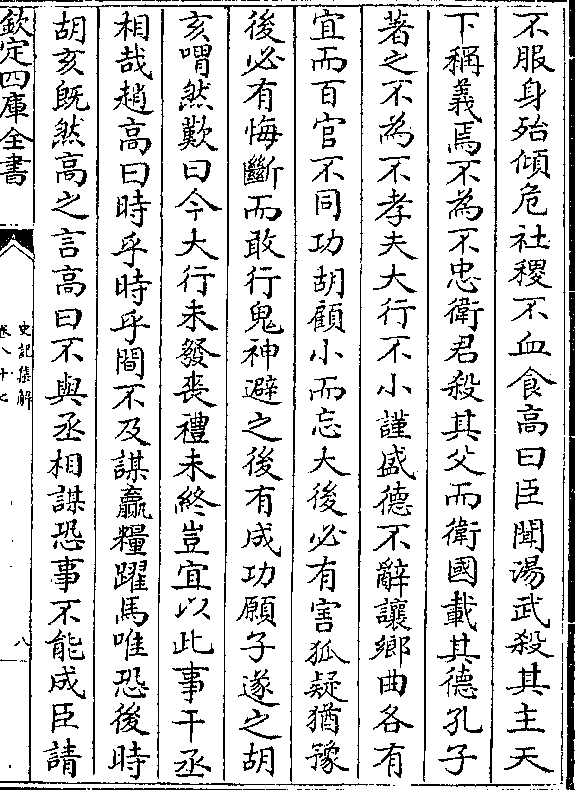 不服身殆傾危社稷不血食高曰臣聞湯武殺其主天
下稱義焉不為不忠衛君殺其父而衛國載其德孔子
著之不為不孝夫大行不小謹盛德不辭讓鄉曲各有
宜而百官不同功胡顧小而忘大後必有害狐疑猶豫
後必有悔斷而敢行鬼神避之後有成功願子遂之胡
亥喟然歎曰今大行未發喪禮未終豈宜以此事干丞
相哉趙高曰時乎時乎間不及謀贏糧躍馬唯恐後時
胡亥既然高之言高曰不與丞相謀恐事不能成臣請
欽定四庫全書
史記集解
卷八十七
八